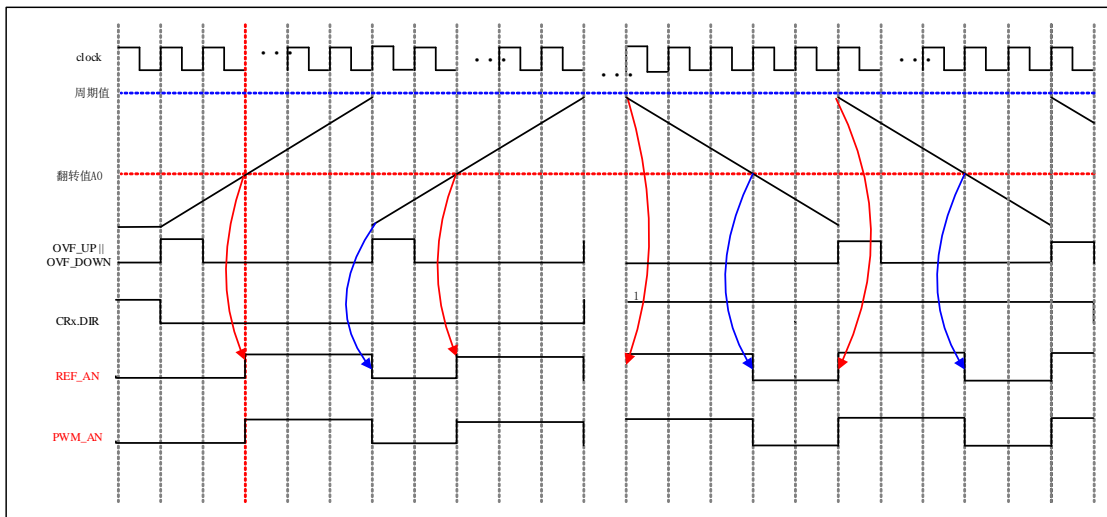 clock
周期值
翻转值A0
OVF_UP ||
OVF_DOWN
1
CRx.DIR
REF_AN
PWM_AN